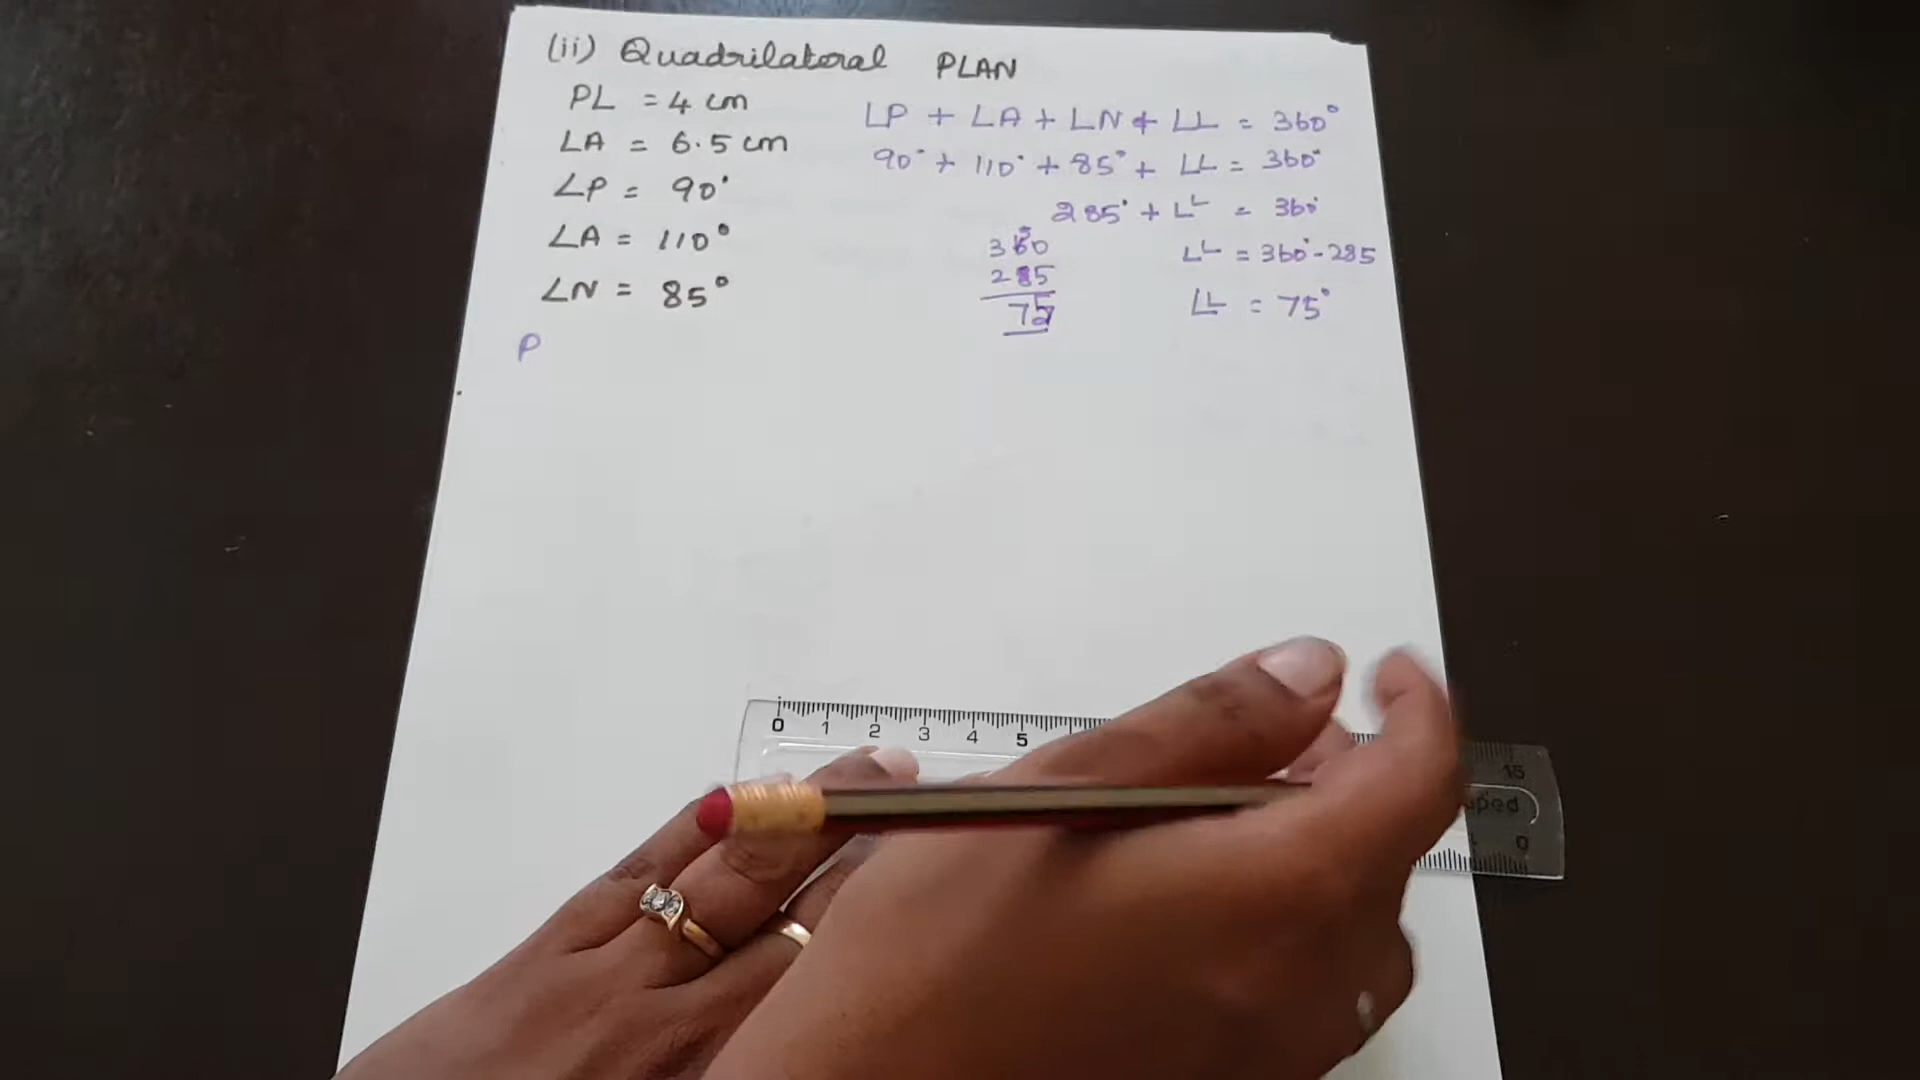 (ii) Quadrilateral PLAN
PL = 4 cm
LA = 6.5 cm
∠P = 90°
∠A = 110°
∠N = 85°
P
∠P + ∠A + ∠N + ∠L = 360°
90° + 110° + 85° + ∠L = 360°
285° + ∠L = 360°
∠L = 360° - 285
∠L = 75°
360
285
75
0 1 2 3 4 5
15
0